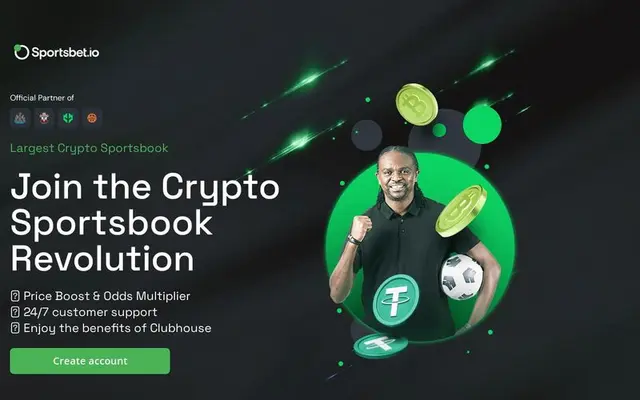 Sportsbet.io
Official Partner of
Largest Crypto Sportsbook
Join the Crypto
Sportsbook
Revolution
Price Boost & Odds Multiplier
24/7 customer support
Enjoy the benefits of Clubhouse
Create account